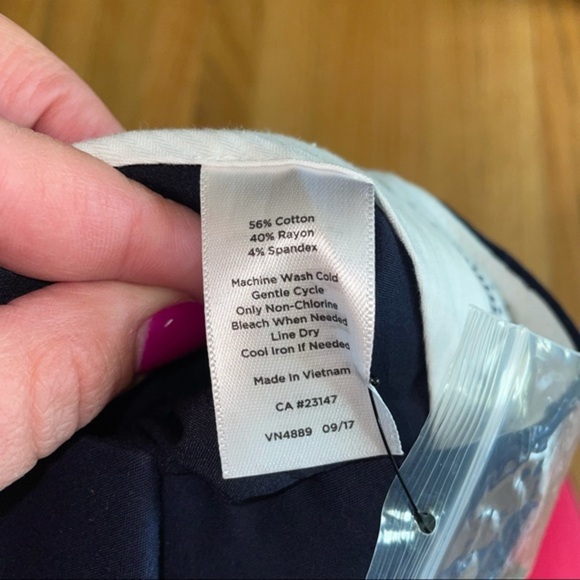 56% Cotton
40% Rayon
4% Spandex
Machine Wash Cold
Gentle Cycle
Only Non-Chlorine
Bleach When Needed
Line Dry
Cool Iron If Needed
Made In Vietnam
CA #23147
VN4889 09/17